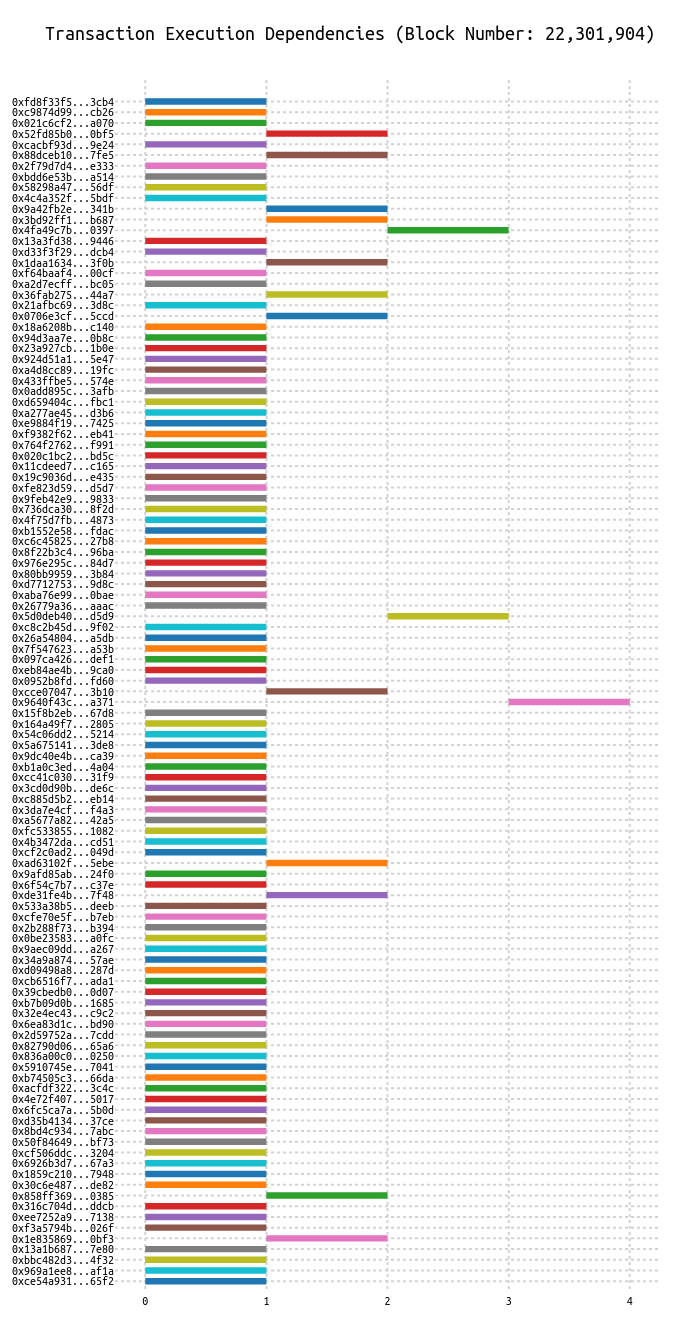 Transaction Execution Dependencies (Block Number: 22,301,904)
0xfd8f33f5...3cb4
0xc9874d99...cb26
0x021c6cf2...a070
0x52fd85b0...0bf5
0xcacbf93d...9e24
0x88dceb10...7fe5
0x2f79d7d4...e333
0xbdd6e53b...a514
0x58298a47...56df
0x4c4a352f...5bdf
0x9a42fb2e...341b
0x3bd92ff1...b687
0x4fa49c7b...0397
0x13a3fd38...9446
0xd33f3f29...dcb4
0x1daa1634...3f0b
0xf64baaf4...00cf
0xa2d7ecff...bc05
0x36fab275...44a7
0x21afbc69...3d8c
0x0706e3cf...5ccd
0x18a6208b...c140
0x94d3aa7e...0b8c
0x23a927cb...1b0e
0x924d51a1...5e47
0xa4d8cc89...19fc
0x433ffbe5...574e
0x0add895c...3afb
0xd659404c...fbc1
0xa277ae45...d3b6
0xe9884f19...7425
0xf9382f62...eb41
0x764f2762...f991
0x020c1bc2...bd5c
0x11cdeed7...c165
0x19c9036d...e435
0xfe823d59...d5d7
0x9feb42e9...9833
0x736dca30...8f2d
0x4f75d7fb...4873
0xb1552e58...fdac
0xc6c45825...27b8
0x8f22b3c4...96ba
0x976e295c...84d7
0x80bb9959...3b84
0xd7712753...9d8c
0xaba76e99...0bae
0x26779a36...aaac
0x5d0deb40...d5d9
0xc8c2b45d...9f02
0x26a54804...a5db
0x7f547623...a53b
0x097ca426...def1
0xeb84ae4b...9ca0
0x0952b8fd...fd60
0xcce07047...3b10
0x9640f43c...a371
0x15f8b2eb...67d8
0x164a49f7...2805
0x54c06dd2...5214
0x5a675141...3de8
0x9dc40e4b...ca39
0xb1a0c3ed...4a04
0xcc41c030...31f9
0x3cd0d90b...de6c
0xc885d5b2...eb14
0x3da7e4cf...f4a3
0xa5677a82...42a5
0xfc533855...1082
0x4b3472da...cd51
0xcf2c0ad2...049d
0xad63102f...5ebe
0x9afd85ab...24f0
0x6f54c7b7...c37e
0xde31fe4b...7f48
0x533a38b5...deeb
0xcfe70e5f...b7eb
0x2b288f73...b394
0x0be23583...a0fc
0x9aec09dd...a267
0x34a9a874...57ae
0xd09498a8...287d
0xcb6516f7...ada1
0x39cbedb0...0d07
0xb7b09d0b...1685
0x32e4ec43...c9c2
0x6ea83d1c...bd90
0x2d59752a...7cdd
0x82790d06...65a6
0x836a00c0...0250
0x5910745e...7041
0xb74505c3...66da
0xacfdf322...3c4c
0x4e72f407...5017
0x6fc5ca7a...5b0d
0xd35b4134...37ce
0x8bd4c934...7abc
0x50f84649...bf73
0xcf506ddc...3204
0x6926b3d7...67a3
0x1859c210...7948
0x30c6e487...de82
0x858ff369...0385
0x316c704d...ddcb
0xee7252a9...7138
0xf3a5794b...026f
0x1e835869...0bf3
0x13a1b687...7e80
0xbbc482d3...4f32
0x969a1ee8...af1a
0xce54a931...65f2
0 1 2 3 4